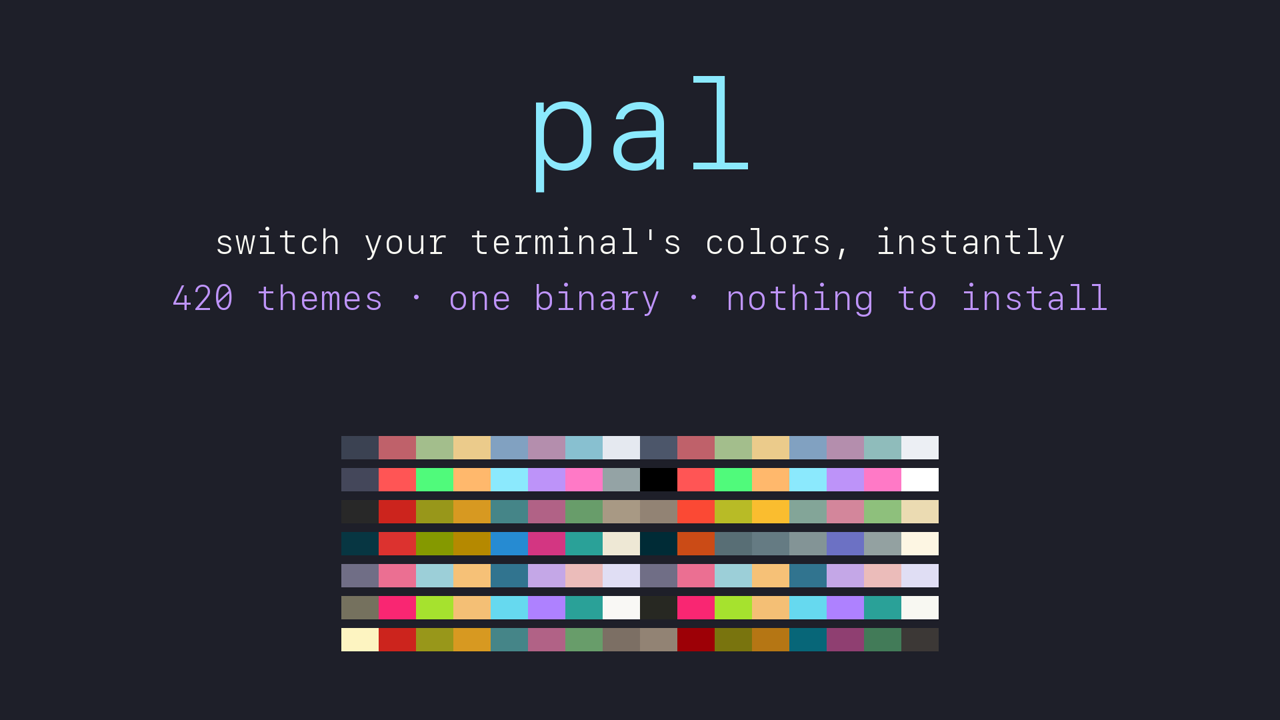 pal
switch your terminal's colors, instantly
420 themes · one binary · nothing to install